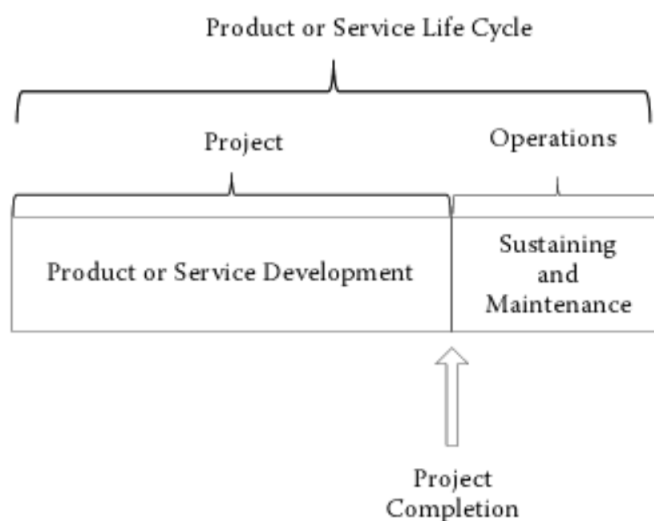 Product or Service Life Cycle
Project
Operations
Product or Service Development
Sustaining
and
Maintenance
Project
Completion